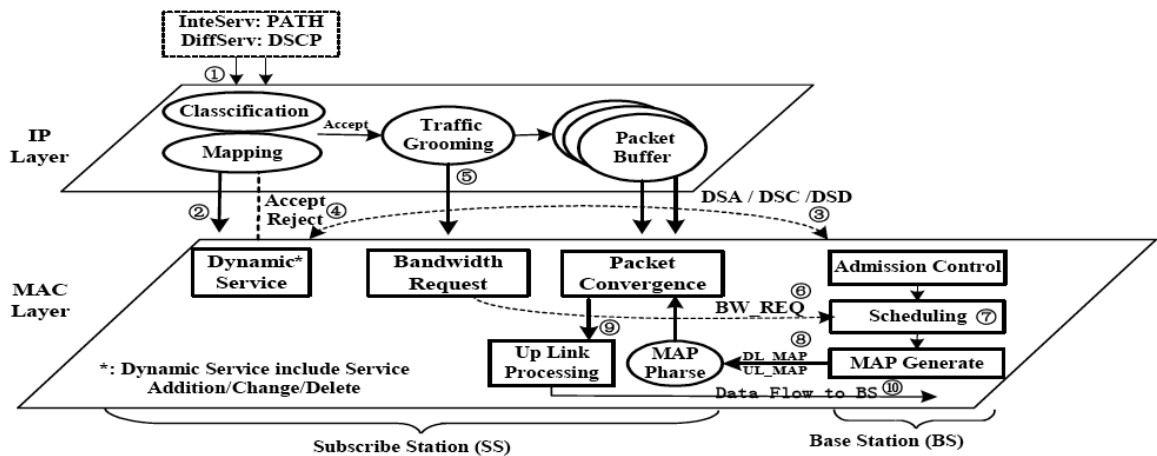 InteServ: PATH
DiffServ: DSCP
①
Classcification
Accept
Traffic
Grooming
Mapping
Packet
Buffer
IP
Layer
②
Accept
Reject
④
⑤
DSA / DSC /DSD
③
MAC
Layer
Dynamic*
Service
Bandwidth
Request
Packet
Convergence
Admission Control
⑥
BW_REQ
Scheduling ⑦
⑨
⑧
Up Link
Processing
MAP
Pharse
DL_MAP
UL_MAP
MAP Generate
*: Dynamic Service include Service
Addition/Change/Delete
Data Flow to BS ⑩
Subscribe Station (SS)
Base Station (BS)